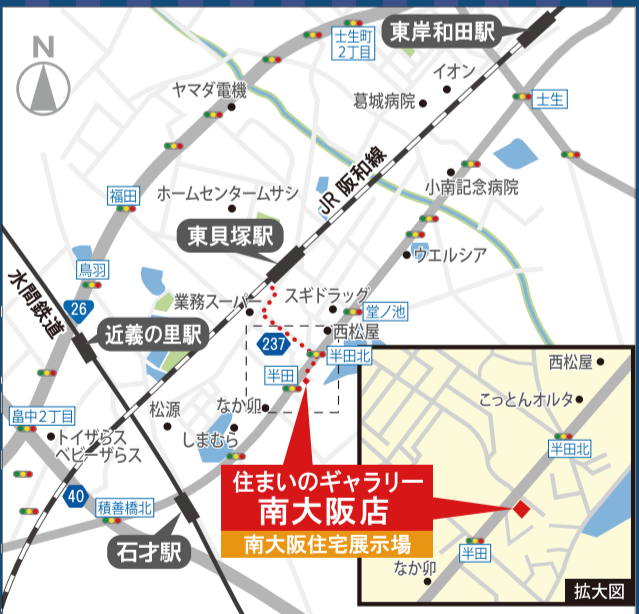 東岸和田駅
士生町
2丁目
N
イオン
ヤマダ電機
葛城病院
士生
JR 阪和線
小南記念病院
福田
ホームセンタームサシ
東貝塚駅
ウエルシア
鳥羽
水間鉄道
26
業務スーパー
スギドラッグ
堂ノ池
近義の里駅
237
西松屋
半田北
半田
畠中2丁目
松源
なか卯
トイザらス
ベビーザらス
しまむら
40
積善橋北
石才駅
住まいのギャラリー
南大阪店
南大阪住宅展示場
西松屋
こっとんオルタ
半田北
半田
なか卯
拡大図